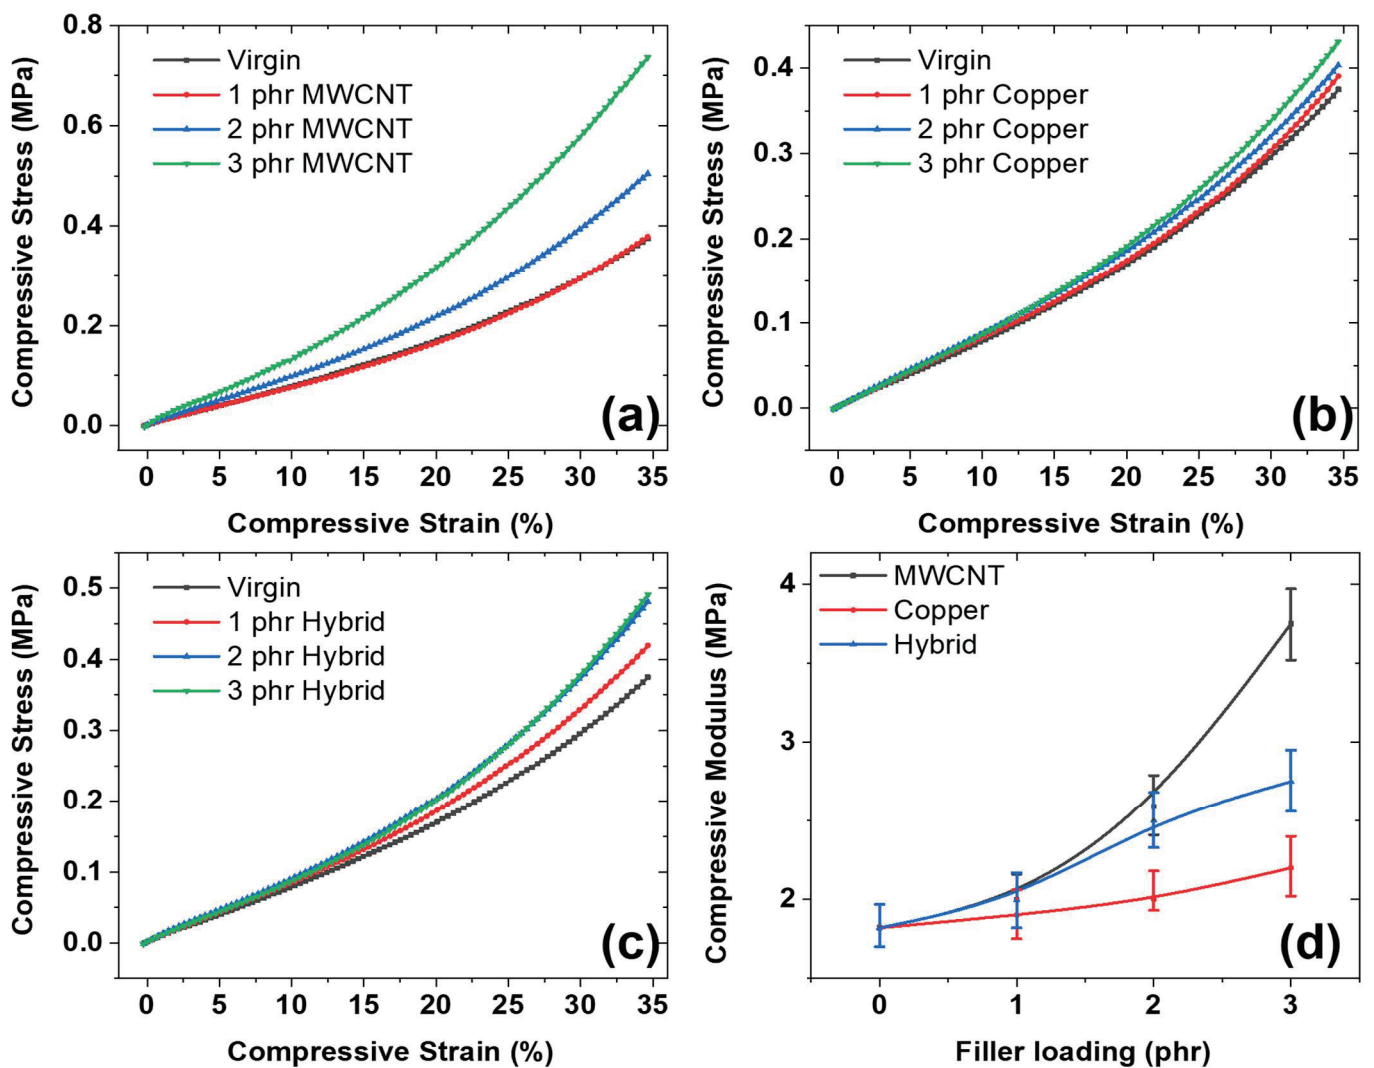 0.8
0.6
0.4
0.2
0.0
Compressive Stress (MPa)
Virgin
1 phr MWCNT
2 phr MWCNT
3 phr MWCNT
(a)
0 5 10 15 20 25 30 35
Compressive Strain (%)
0.4
0.3
0.2
0.1
0.0
Compressive Stress (MPa)
Virgin
1 phr Copper
2 phr Copper
3 phr Copper
(b)
0 5 10 15 20 25 30 35
Compressive Strain (%)
0.5
0.4
0.3
0.2
0.1
0.0
Compressive Stress (MPa)
Virgin
1 phr Hybrid
2 phr Hybrid
3 phr Hybrid
(c)
0 5 10 15 20 25 30 35
Compressive Strain (%)
4
3
2
Compressive Modulus (MPa)
MWCNT
Copper
Hybrid
(d)
0 1 2 3
Filler loading (phr)